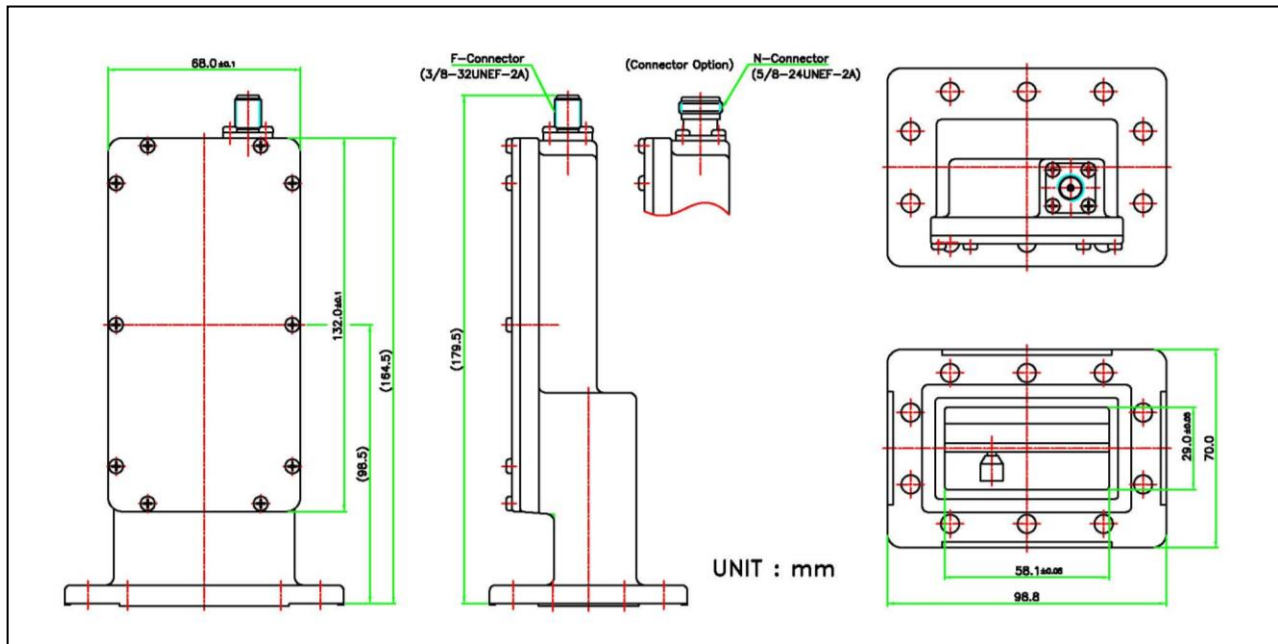 68.0±0.1
F-Connector
(3/8-32UNEF-2A)
(Connector Option)
N-Connector
(5/8-24UNEF-2A)
132.0±0.1
(164.5)
(98.5)
(179.5)
29.0±0.05
70.0
58.1±0.05
98.8
UNIT : mm